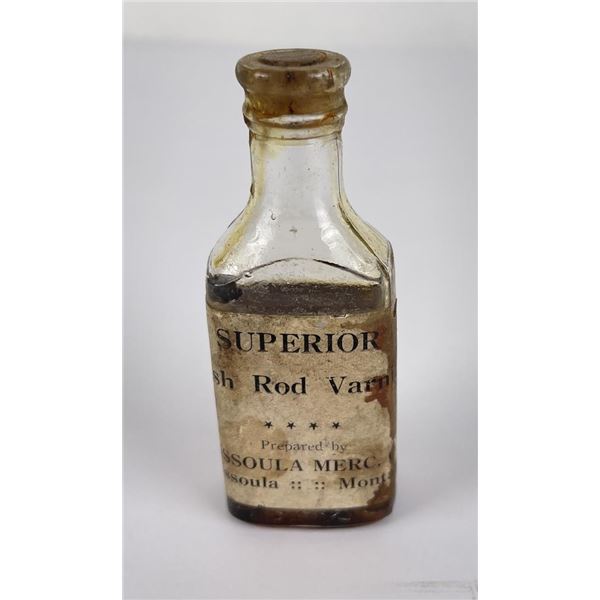 SUPERIOR
sh Rod Varn
★ ★ ★ ★
Prepared by
SSOULA MERC.
ssoula :: :: Mont.